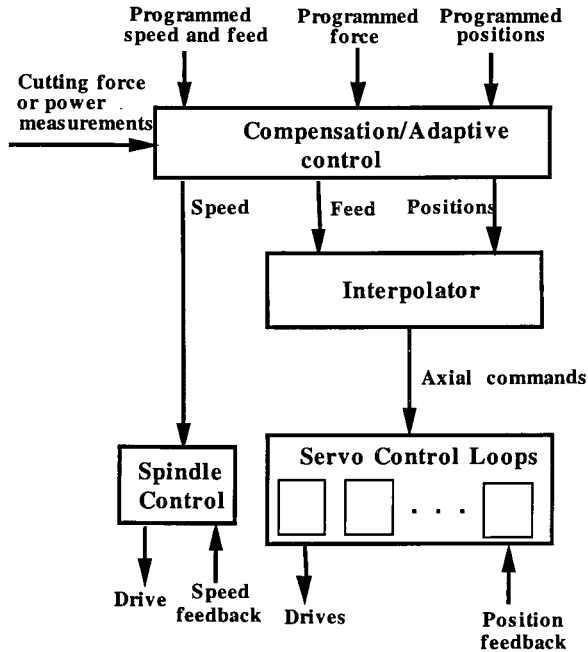 Programmed
speed and feed
Programmed
force
Programmed
positions
Cutting force
or power
measurements
Compensation/Adaptive
control
Speed
Feed
Positions
Interpolator
Axial commands
Servo Control Loops
Spindle
Control
. . .
Drive
Speed
feedback
Drives
Position
feedback